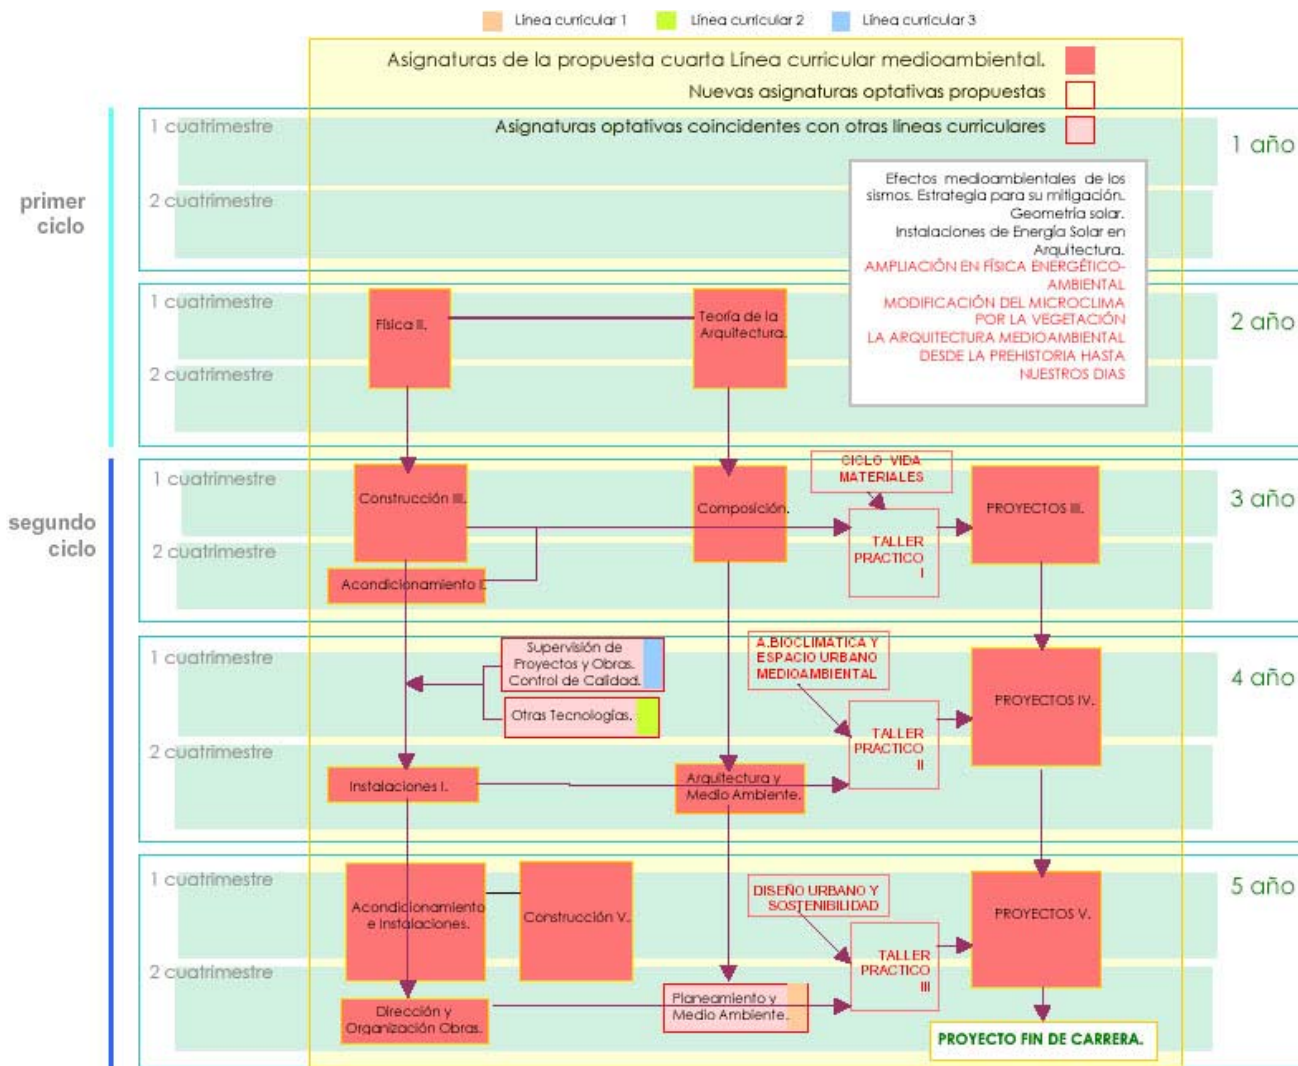 Línea curricular 1
Línea curricular 2
Línea curricular 3
Asignaturas de la propuesta cuarta Línea curricular medioambiental.
Nuevas asignaturas optativas propuestas
Asignaturas optativas coincidentes con otras líneas curriculares
primer
ciclo
1 cuatrimestre
2 cuatrimestre
1 año
Efectos medioambientales de los
sismos. Estrategia para su mitigación.
Geometría solar.
Instalaciones de Energía Solar en
Arquitectura.
AMPLIACIÓN EN FÍSICA ENERGÉTICO-
AMBIENTAL
MODIFICACIÓN DEL MICROCLIMA
POR LA VEGETACIÓN
LA ARQUITECTURA MEDIOAMBIENTAL
DESDE LA PREHISTORIA HASTA
NUESTROS DIAS
1 cuatrimestre
2 cuatrimestre
2 año
Física II.
Teoría de la
Arquitectura.
segundo
ciclo
1 cuatrimestre
2 cuatrimestre
3 año
Construcción III.
Composición.
CICLO VIDA
MATERIALES
TALLER
PRACTICO
I
PROYECTOS III.
Acondicionamiento I.
1 cuatrimestre
2 cuatrimestre
4 año
Supervisión de
Proyectos y Obras.
Control de Calidad.
Otras Tecnologías.
A.BIOCLIMATICA Y
ESPACIO URBANO
MEDIOAMBIENTAL
TALLER
PRACTICO
II
PROYECTOS IV.
Instalaciones I.
Arquitectura y
Medio Ambiente.
1 cuatrimestre
2 cuatrimestre
5 año
Acondicionamiento
e Instalaciones.
Construcción V.
DISEÑO URBANO Y
SOSTENIBILIDAD
TALLER
PRACTICO
III
PROYECTOS V.
Dirección y
Organización Obras.
Planeamiento y
Medio Ambiente.
PROYECTO FIN DE CARRERA.